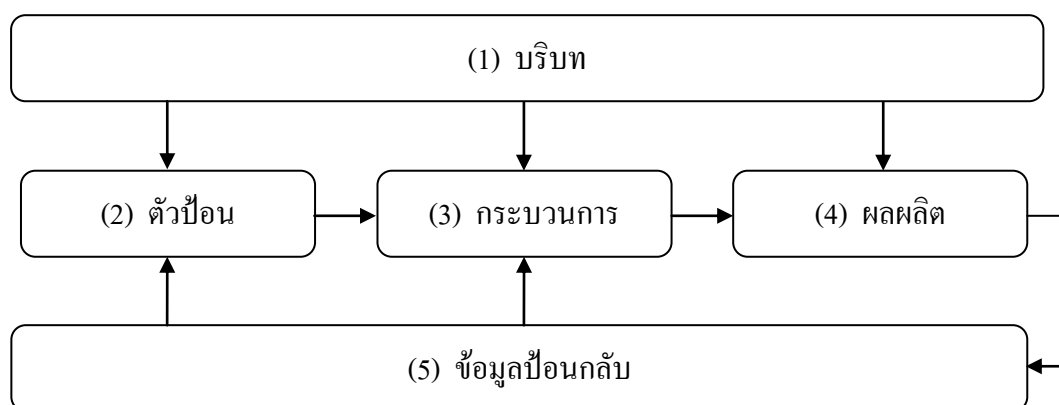 (1) บริบท
(2) ตัวป้อน
(3) กระบวนการ
(4) ผลผลิต
(5) ข้อมูลป้อนกลับ